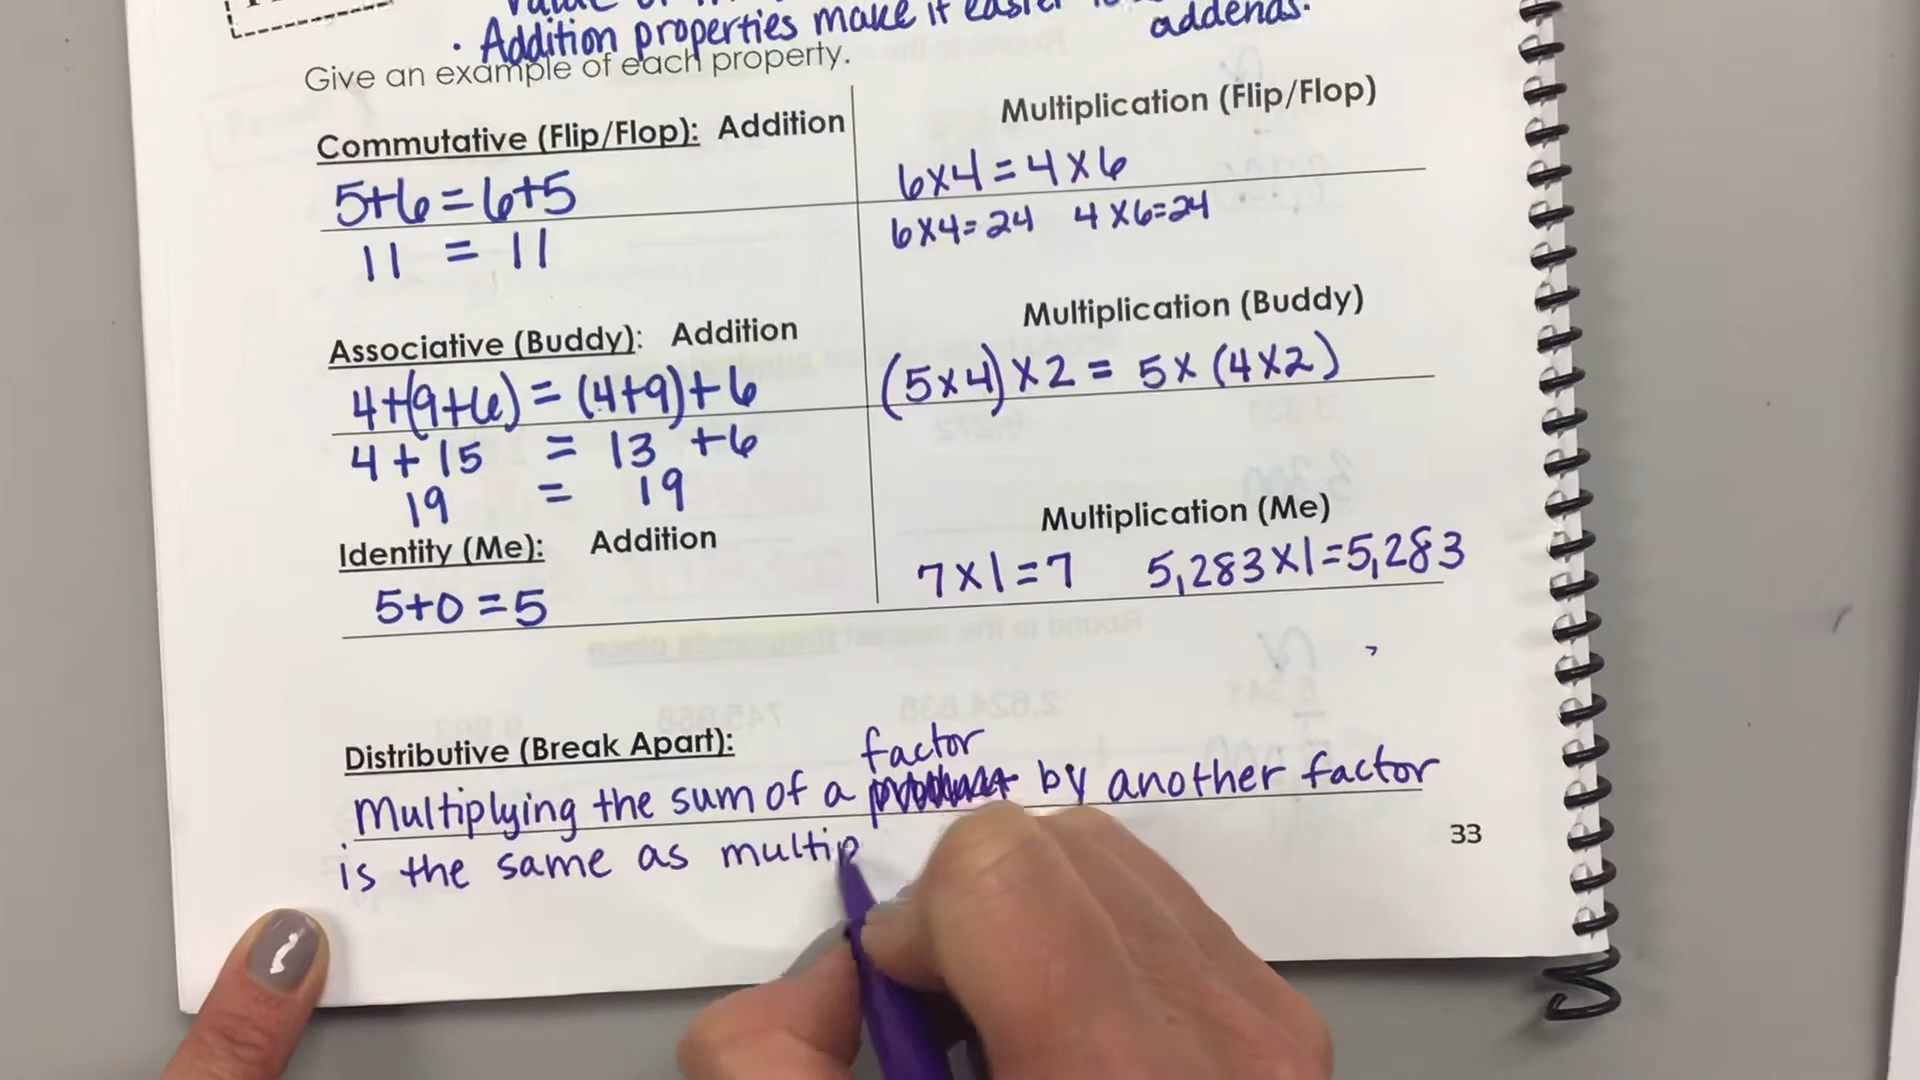 · Addition properties make it easier
addends.
Give an example of each property.
Commutative (Flip/Flop): Addition
Multiplication (Flip/Flop)
5+6=6+5
11 = 11
6x4=4x6
6x4=24 4x6=24
Associative (Buddy): Addition
Multiplication (Buddy)
4+(9+6)=(4+9)+6
4+15 = 13 +6
19 = 19
(5x4)x2= 5x(4x2)
Identity (Me): Addition
Multiplication (Me)
5+0=5
7x1=7 5,283x1=5,283
Distributive (Break Apart):
factor
Multiplying the sum of a by another factor
is the same as multip
33